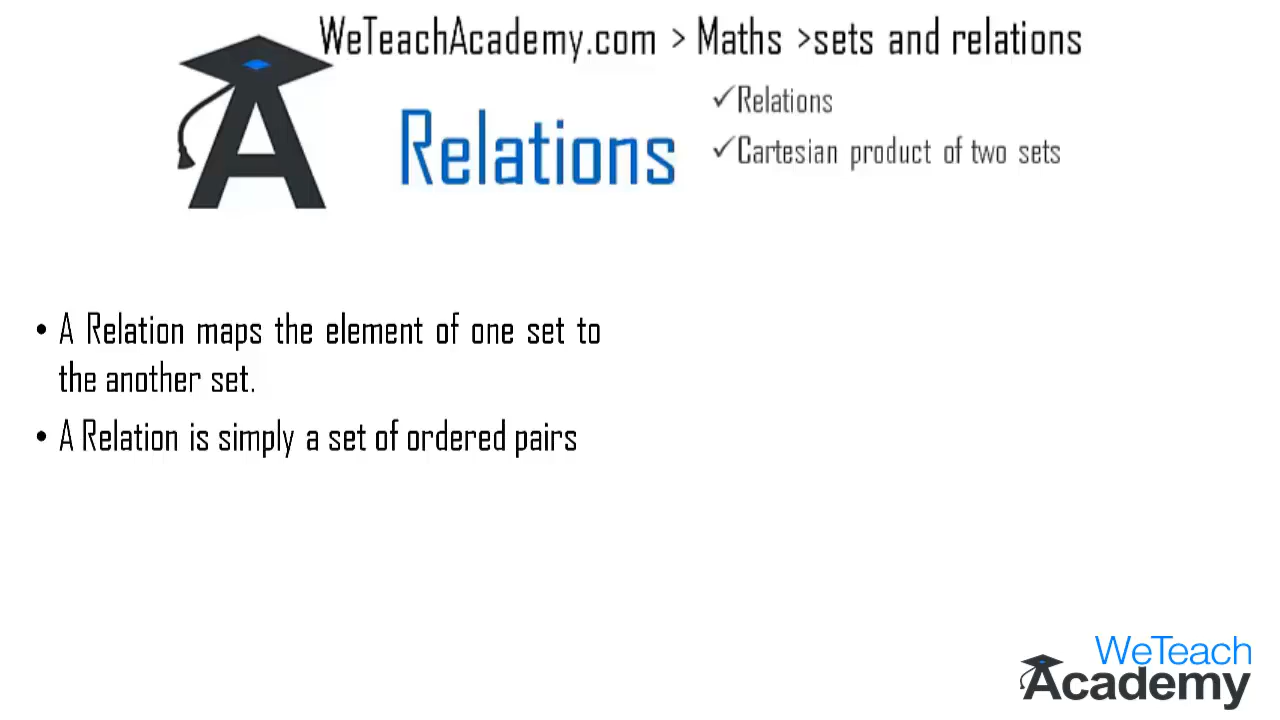 WeTeachAcademy.com > Maths >sets and relations
Relations
✓Relations
✓Cartesian product of two sets
• A Relation maps the element of one set to
the another set.
• A Relation is simply a set of ordered pairs
WeTeach
Academy